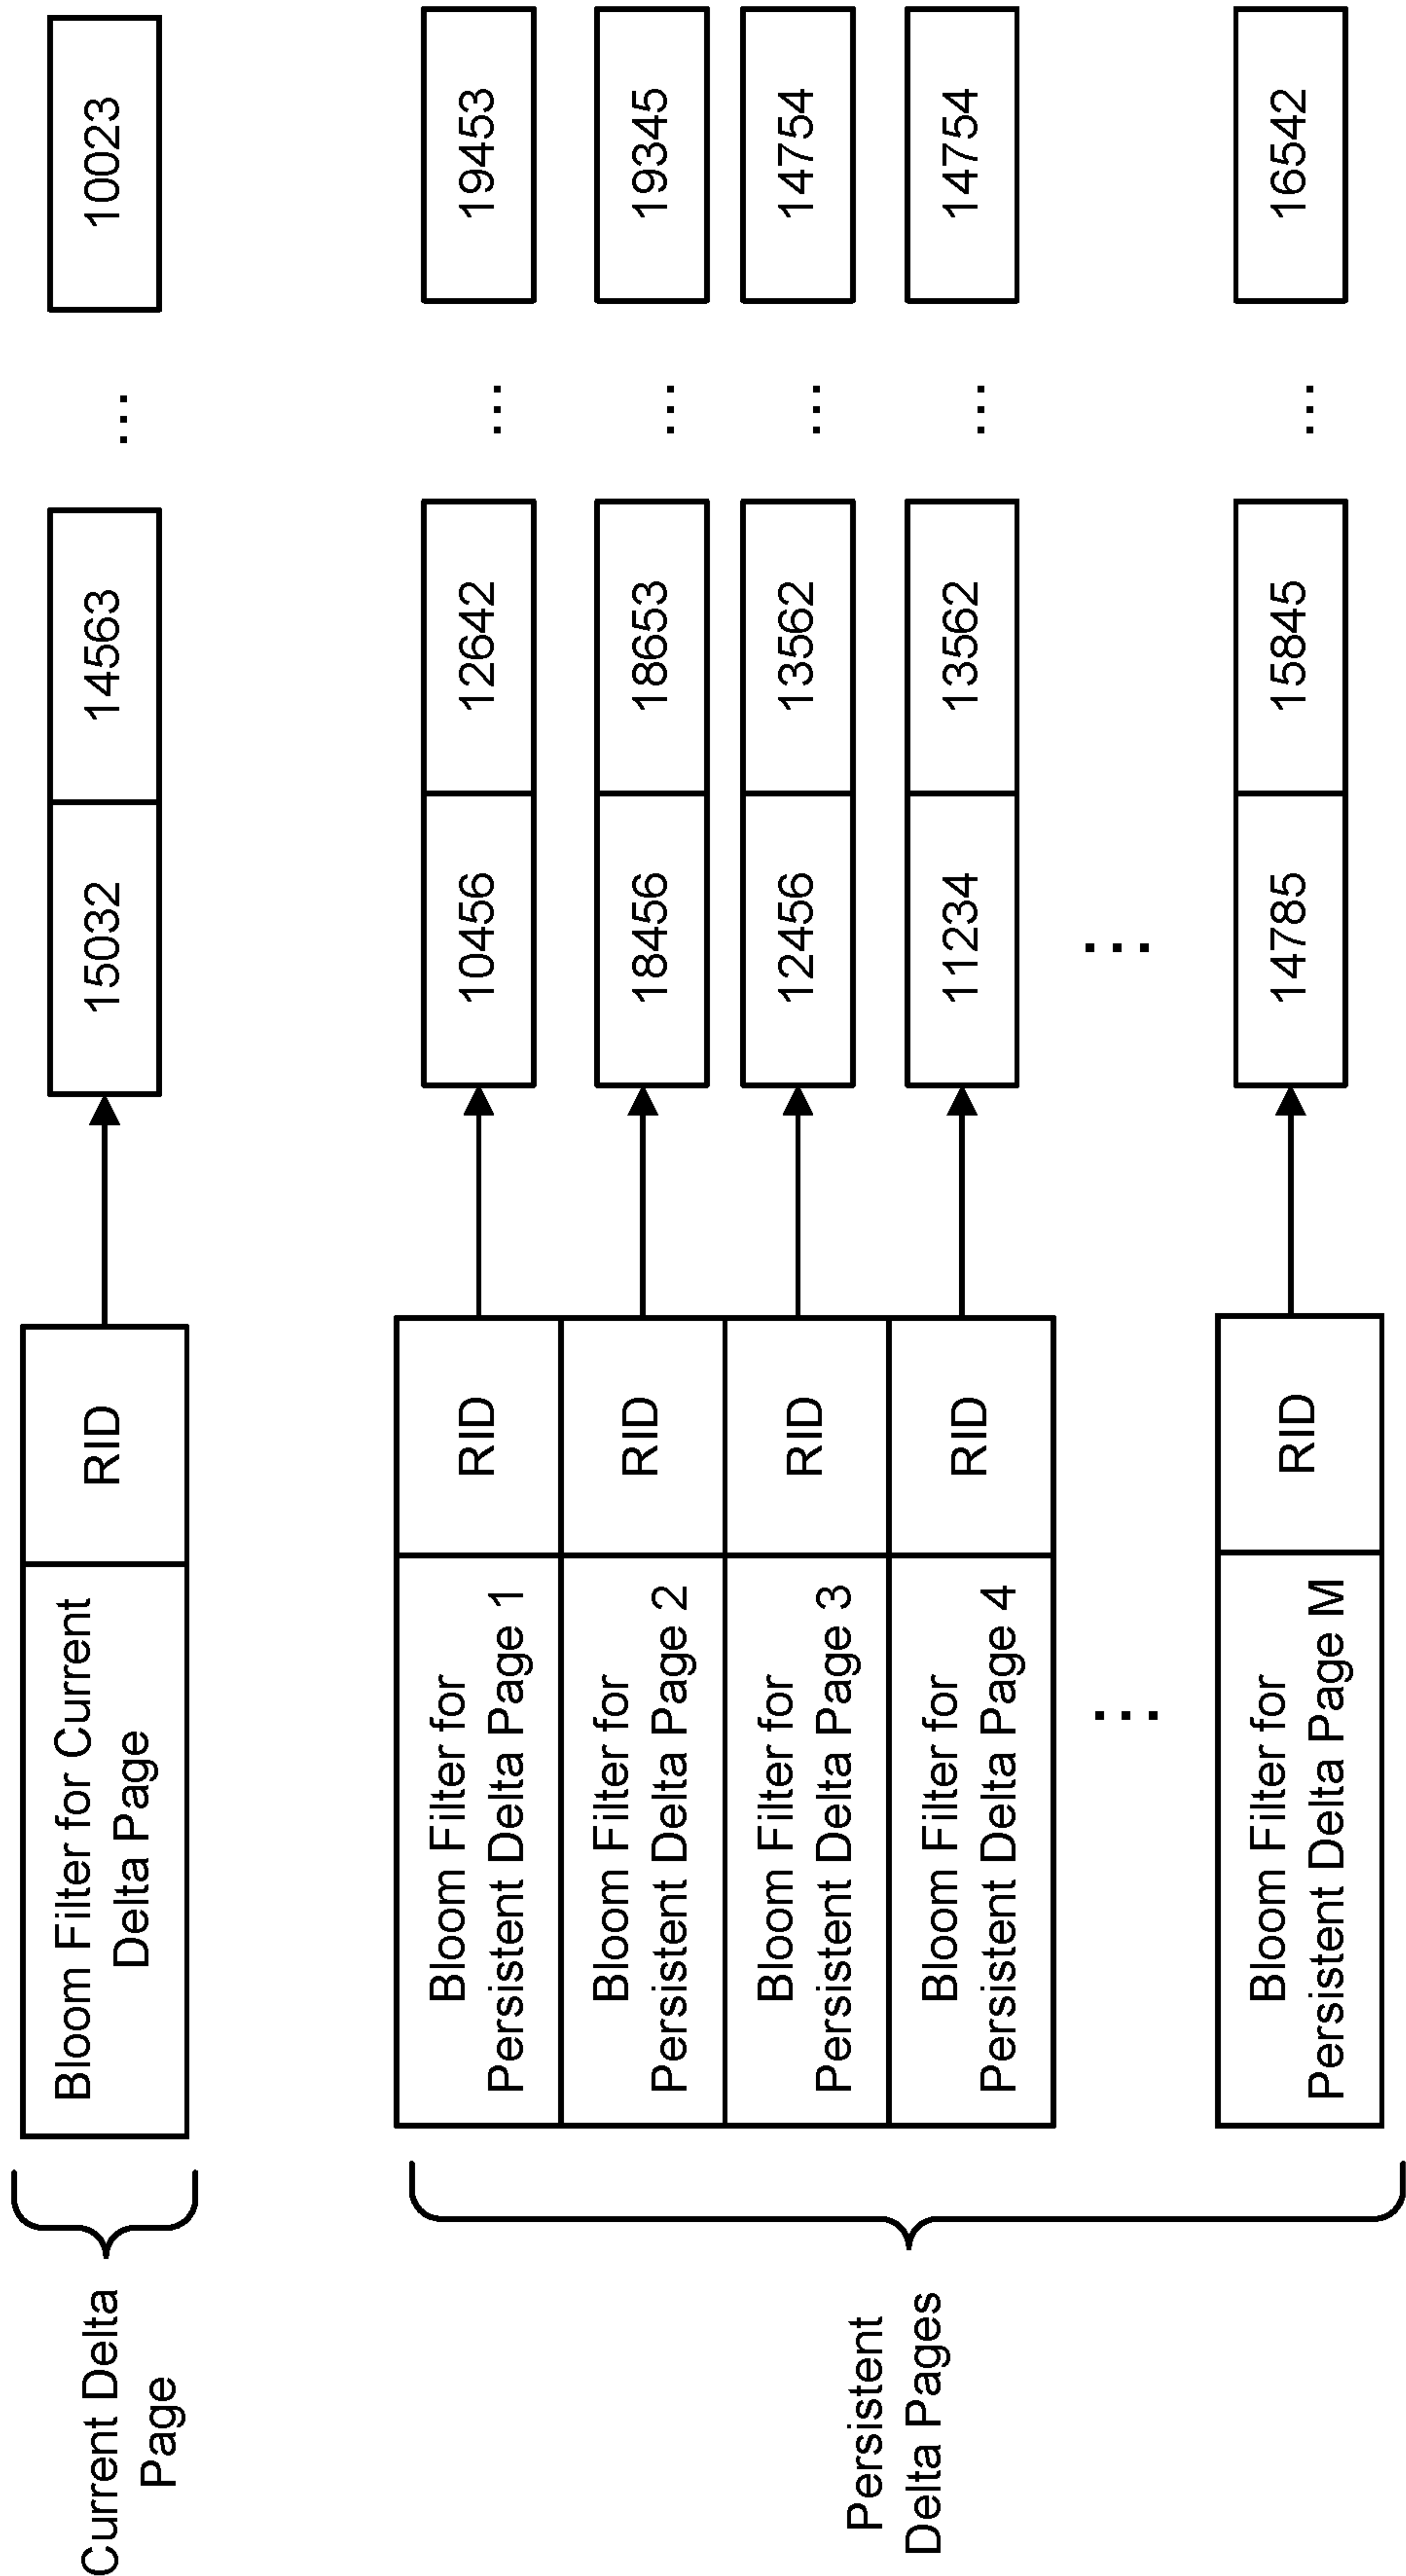 Current Delta
Page
Bloom Filter for Current
Delta Page
RID
15032
14563
...
10023
Persistent
Delta Pages
Bloom Filter for
Persistent Delta Page 1
RID
10456
12642
...
19453
Bloom Filter for
Persistent Delta Page 2
RID
18456
18653
...
19345
Bloom Filter for
Persistent Delta Page 3
RID
12456
13562
...
14754
Bloom Filter for
Persistent Delta Page 4
RID
11234
13562
...
14754
...
...
Bloom Filter for
Persistent Delta Page M
RID
14785
15845
...
16542